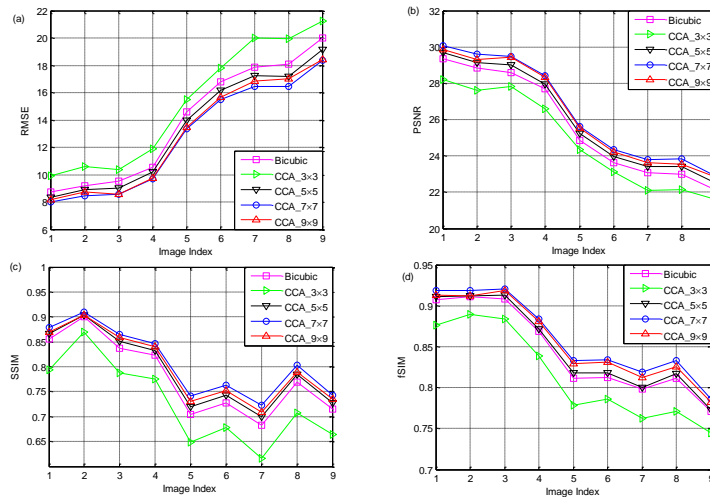 (a)
22
20
18
16
14
12
10
8
6
RMSE
1 2 3 4 5 6 7 8 9
Image Index
Bicubic
CCA_3×3
CCA_5×5
CCA_7×7
CCA_9×9
(b)
32
30
28
26
24
22
20
PSNR
1 2 3 4 5 6 7 8
Image Index
Bicubic
CCA_3×3
CCA_5×5
CCA_7×7
CCA_9×9
(c)
1
0.95
0.9
0.85
0.8
0.75
0.7
0.65
SSIM
1 2 3 4 5 6 7 8 9
Image Index
Bicubic
CCA_3×3
CCA_5×5
CCA_7×7
CCA_9×9
(d)
0.95
0.9
0.85
0.8
0.75
0.7
fSIM
1 2 3 4 5 6 7 8 9
Image Index
Bicubic
CCA_3×3
CCA_5×5
CCA_7×7
CCA_9×9